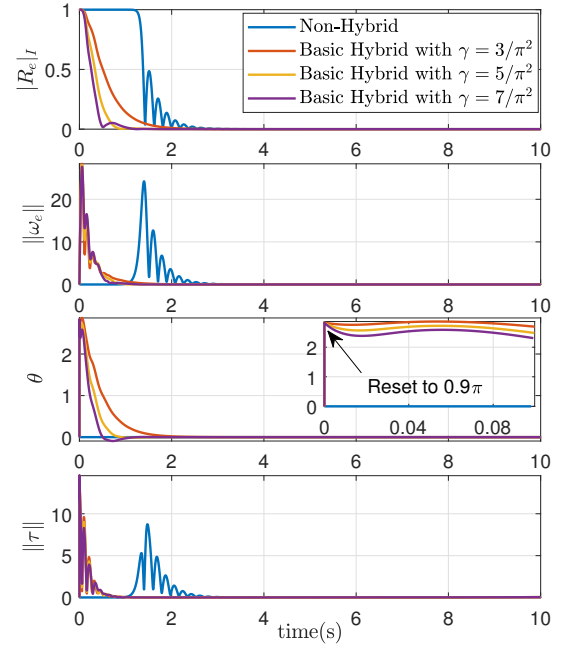 1
0.5
0
|R_e|_I
Non-Hybrid
Basic Hybrid with γ = 3/π²
Basic Hybrid with γ = 5/π²
Basic Hybrid with γ = 7/π²
0 2 4 6 8 10
20
10
0
||ω_e||
0 2 4 6 8 10
2
1
0
θ
2
1
0
Reset to 0.9π
0 0.04 0.08
0 2 4 6 8 10
10
5
0
||τ||
0 2 4 6 8 10
time(s)